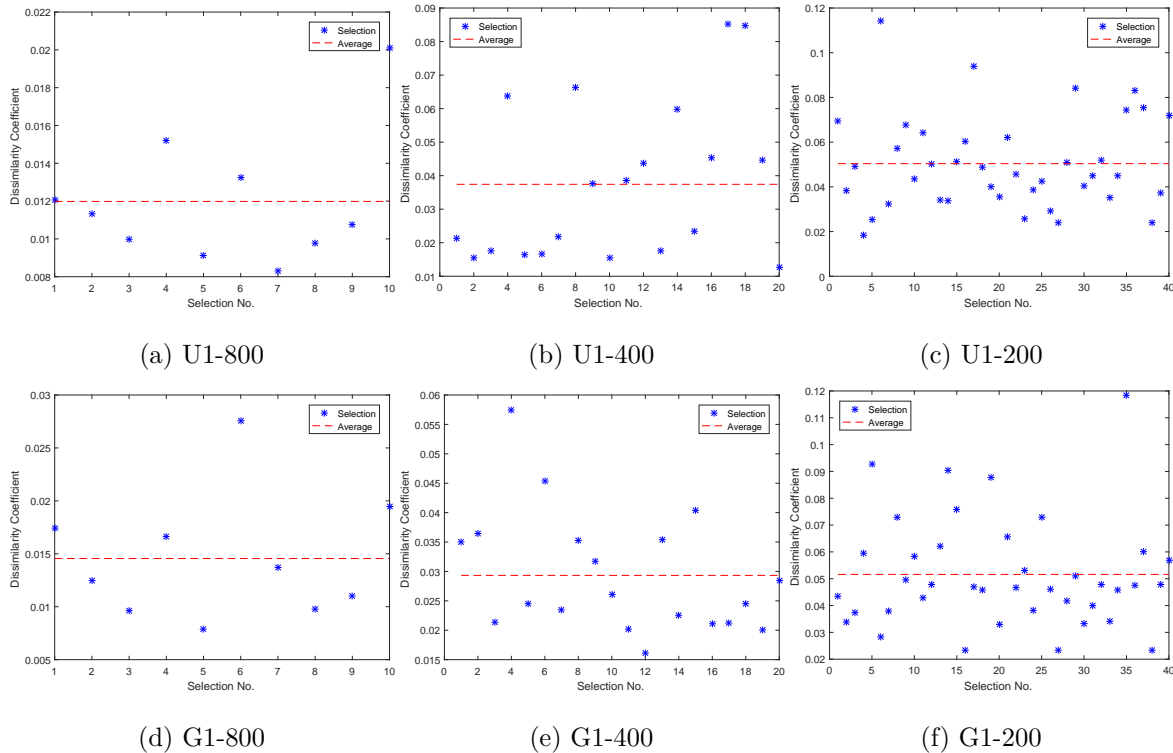 0.022
0.02
0.018
0.016
0.014
0.012
0.01
0.008
Dissimilarity Coefficient
Selection
Average
1 2 3 4 5 6 7 8 9 10
Selection No.
(a) U1-800
0.09
0.08
0.07
0.06
0.05
0.04
0.03
0.02
0.01
Dissimilarity Coefficient
Selection
Average
0 2 4 6 8 10 12 14 16 18 20
Selection No.
(b) U1-400
0.12
0.1
0.08
0.06
0.04
0.02
0
Dissimilarity Coefficient
Selection
Average
0 5 10 15 20 25 30 35 40
Selection No.
(c) U1-200
0.03
0.025
0.02
0.015
0.01
0.005
Dissimilarity Coefficient
Selection
Average
1 2 3 4 5 6 7 8 9 10
Selection No.
(d) G1-800
0.06
0.055
0.05
0.045
0.04
0.035
0.03
0.025
0.02
0.015
Dissimilarity Coefficient
Selection
Average
0 2 4 6 8 10 12 14 16 18 20
Selection No.
(e) G1-400
0.12
0.11
0.1
0.09
0.08
0.07
0.06
0.05
0.04
0.03
0.02
Dissimilarity Coefficient
Selection
Average
0 5 10 15 20 25 30 35 40
Selection No.
(f) G1-200